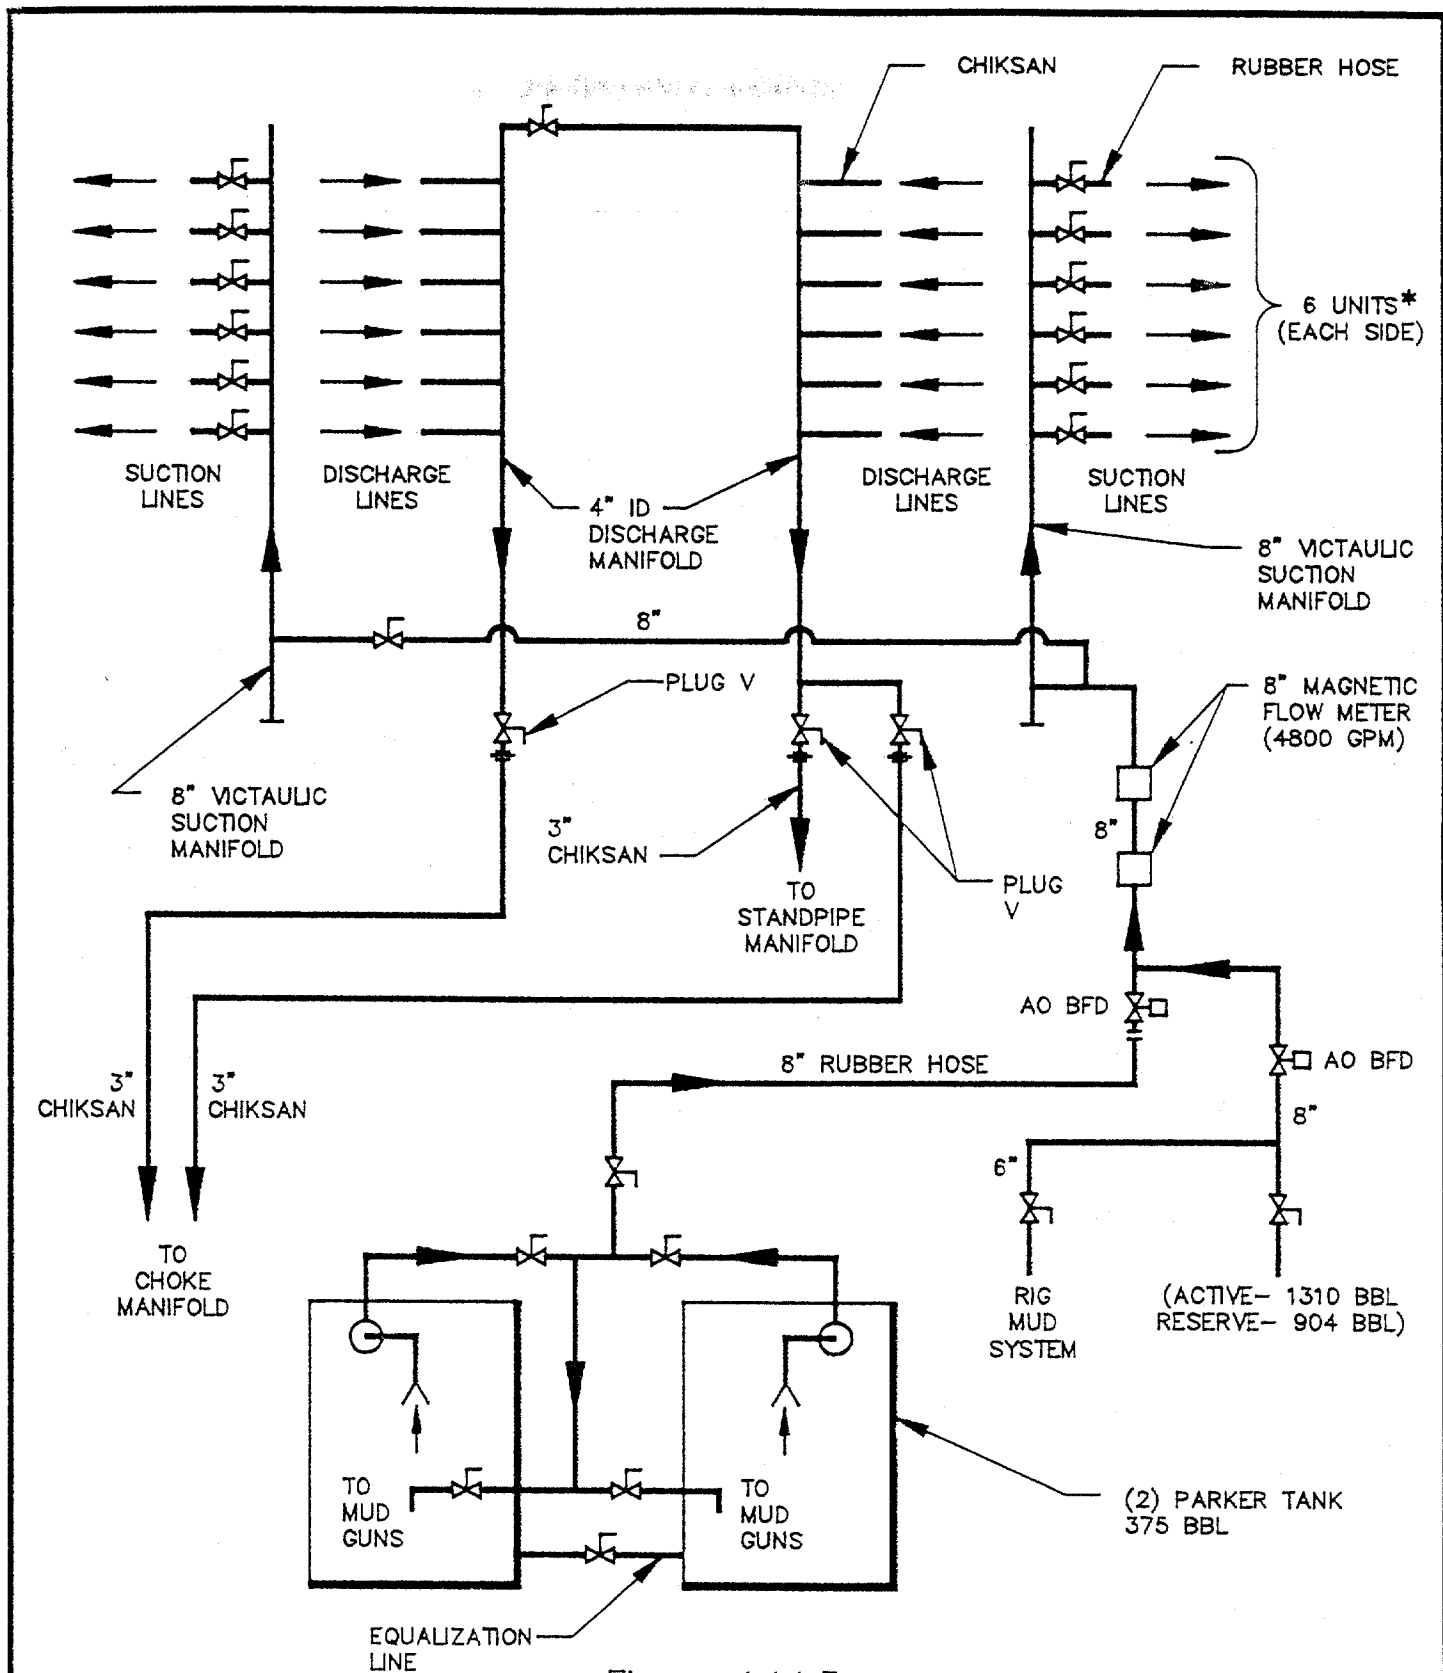 CHIKSAN
RUBBER HOSE
6 UNITS*
(EACH SIDE)
SUCTION
LINES
DISCHARGE
LINES
4" ID
DISCHARGE
MANIFOLD
DISCHARGE
LINES
SUCTION
LINES
8" VICTAULIC
SUCTION
MANIFOLD
8"
PLUG V
8" MAGNETIC
FLOW METER
(4800 GPM)
8" VICTAULIC
SUCTION
MANIFOLD
3"
CHIKSAN
8"
TO
STANDPIPE
MANIFOLD
PLUG
V
AO BFD
8" RUBBER HOSE
AO BFD
3"
CHIKSAN
3"
CHIKSAN
8"
6"
TO
CHOKE
MANIFOLD
RIG
MUD
SYSTEM
(ACTIVE- 1310 BBL
RESERVE- 904 BBL)
TO
MUD
GUNS
TO
MUD
GUNS
(2) PARKER TANK
375 BBL
EQUALIZATION
LINE